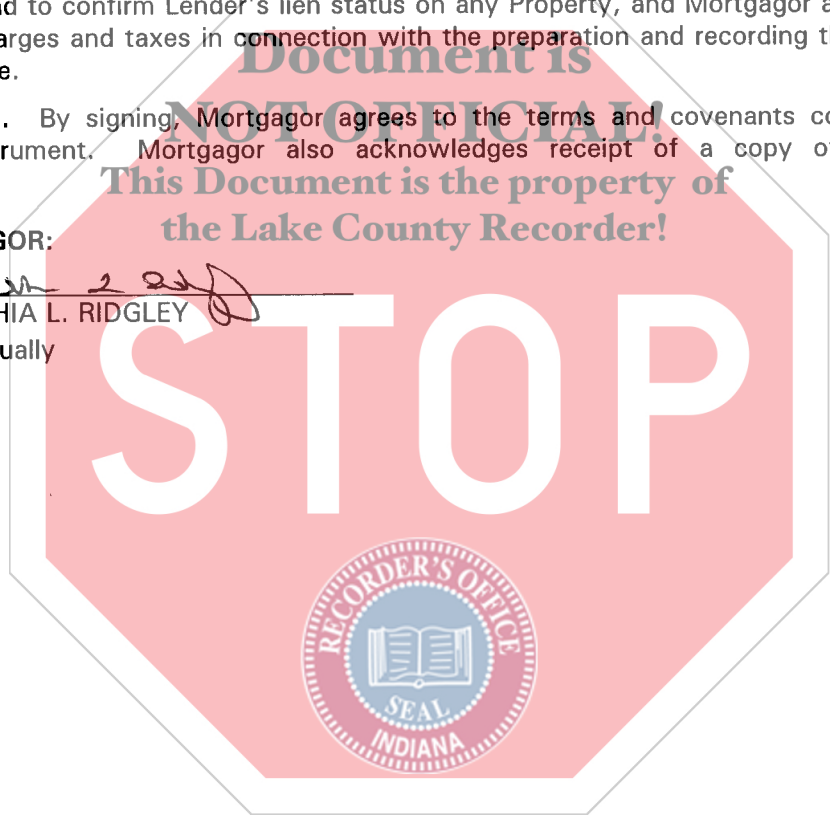 nd to confirm Lender's lien status on any Property, and Mortgagor a
arges and taxes in connection with the preparation and recording t
e.
Document is
NOT OFFICIAL!
This Document is the property of
the Lake County Recorder!
. By signing, Mortgagor agrees to the terms and covenants co
rument. Mortgagor also acknowledges receipt of a copy o
GOR:
HIA L. RIDGLEY
ually
STOP
RECORDER'S OFFICE
SEAL
INDIANA